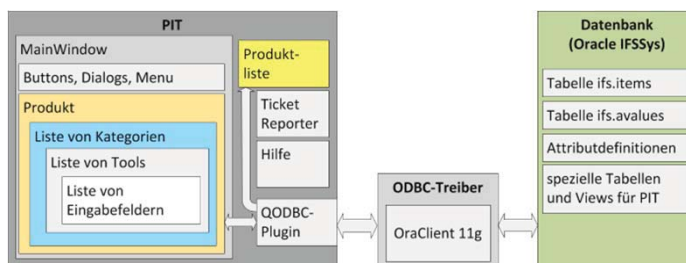 PIT
MainWindow
Buttons, Dialogs, Menu
Produkt
Liste von Kategorien
Liste von Tools
Liste von
Eingabefeldern
Produkt-
liste
Ticket
Reporter
Hilfe
QODBC-
Plugin
ODBC-Treiber
OraClient 11g
Datenbank
(Oracle IFSSys)
Tabelle ifs.items
Tabelle ifs.avalues
Attributdefinitionen
spezielle Tabellen
und Views für PIT